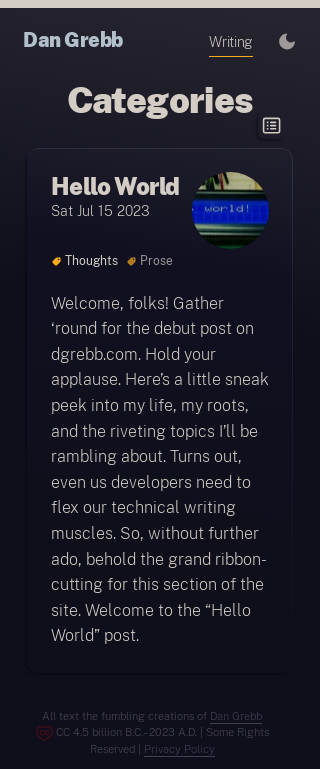 Dan Grebb
Writing
Categories
Hello World
Sat Jul 15 2023
world!
Thoughts Prose
Welcome, folks! Gather
‘round for the debut post on
dgrebb.com. Hold your
applause. Here’s a little sneak
peek into my life, my roots,
and the riveting topics I’ll be
rambling about. Turns out,
even us developers need to
flex our technical writing
muscles. So, without further
ado, behold the grand ribbon-
cutting for this section of the
site. Welcome to the “Hello
World” post.
All text the fumbling creations of Dan Grebb
CC 4.5 billion B.C.–2023 A.D. | Some Rights
Reserved | Privacy Policy